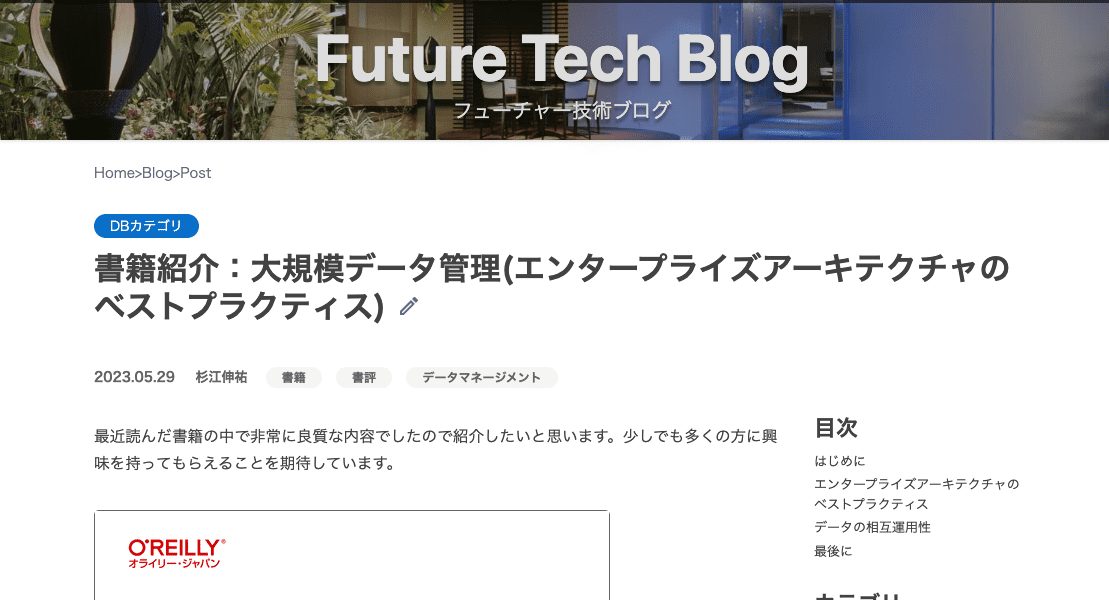 Future Tech Blog
フューチャー技術ブログ
Home>Blog>Post
DBカテゴリ
書籍紹介：大規模データ管理(エンタープライズアーキテクチャの
ベストプラクティス)
2023.05.29 杉江伸祐 書籍 書評 データマネージメント
最近読んだ書籍の中で非常に良質な内容でしたので紹介したいと思います。少しでも多くの方に興
味を持ってもらえることを期待しています。
O'REILLY®
オライリー・ジャパン
目次
はじめに
エンタープライズアーキテクチャの
ベストプラクティス
データの相互運用性
最後に
カテゴリ